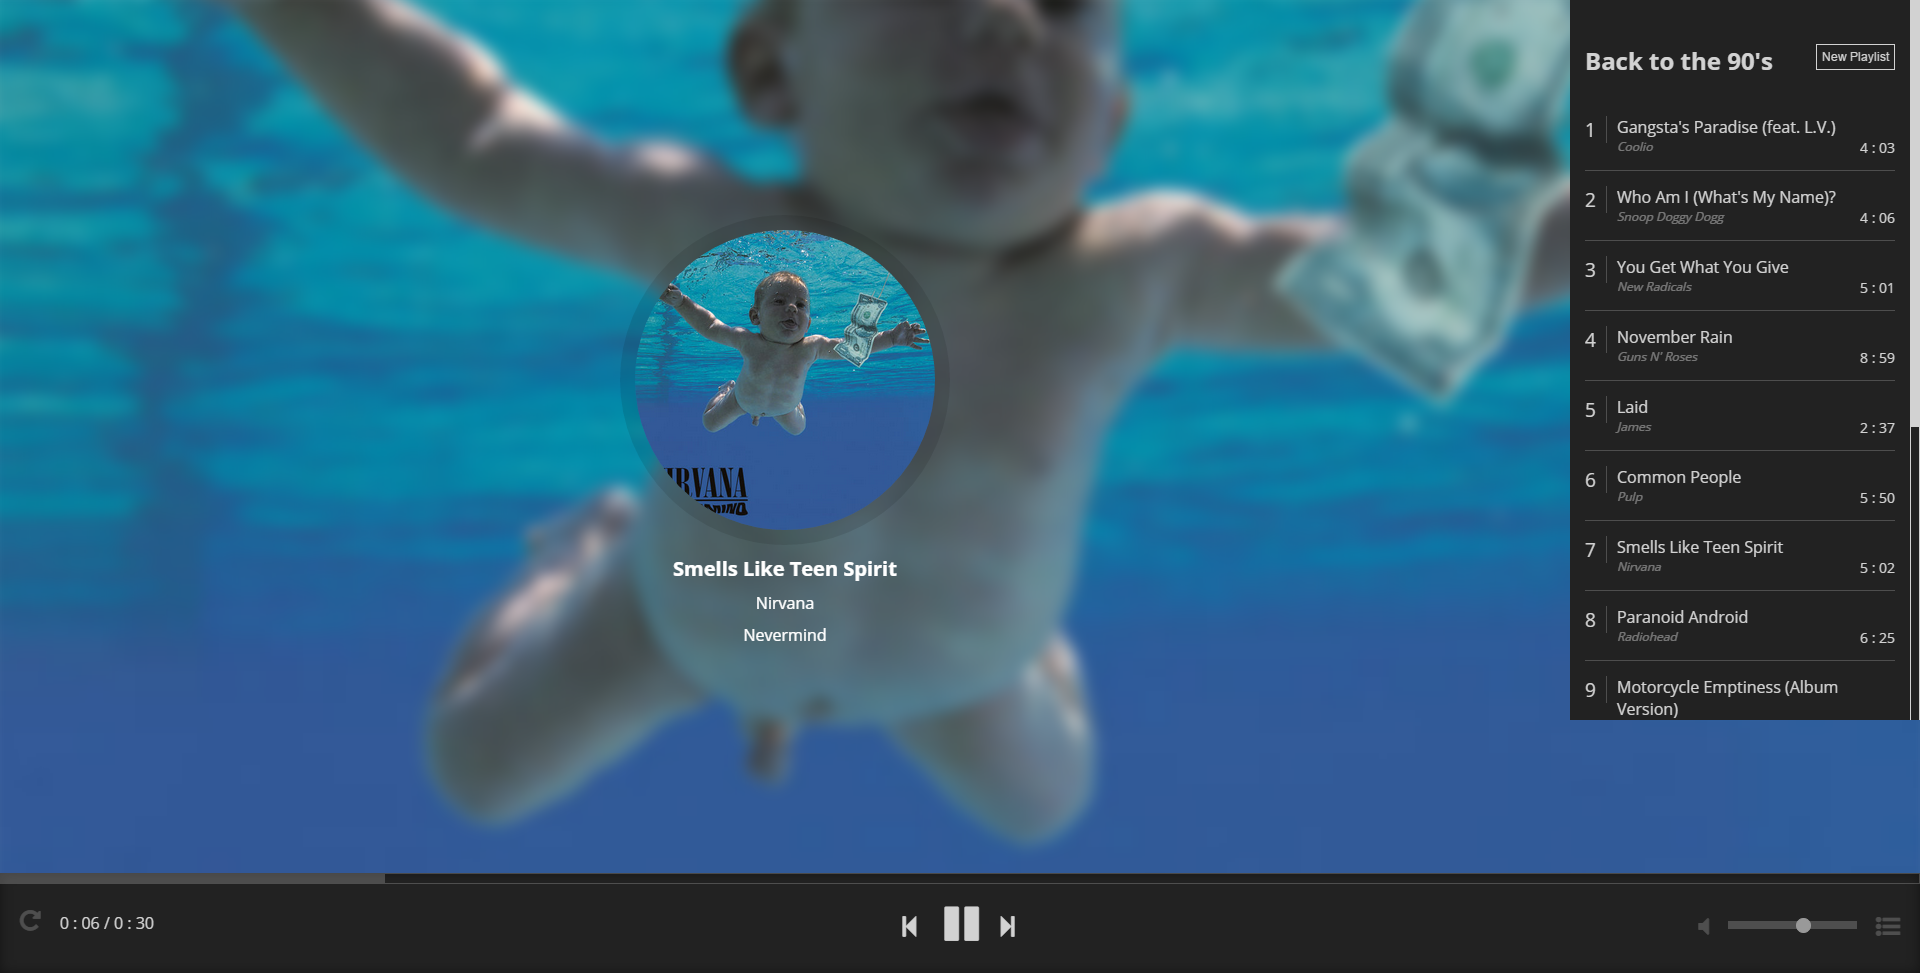 Back to the 90's
New Playlist
1
Gangsta's Paradise (feat. L.V.)
Coolio
4 : 03
2
Who Am I (What's My Name)?
Snoop Doggy Dogg
4 : 06
3
You Get What You Give
New Radicals
5 : 01
4
November Rain
Guns N' Roses
8 : 59
5
Laid
James
2 : 37
6
Common People
Pulp
5 : 50
7
Smells Like Teen Spirit
Nirvana
5 : 02
8
Paranoid Android
Radiohead
6 : 25
9
Motorcycle Emptiness (Album
Version)
Smells Like Teen Spirit
Nirvana
Nevermind
0 : 06 / 0 : 30